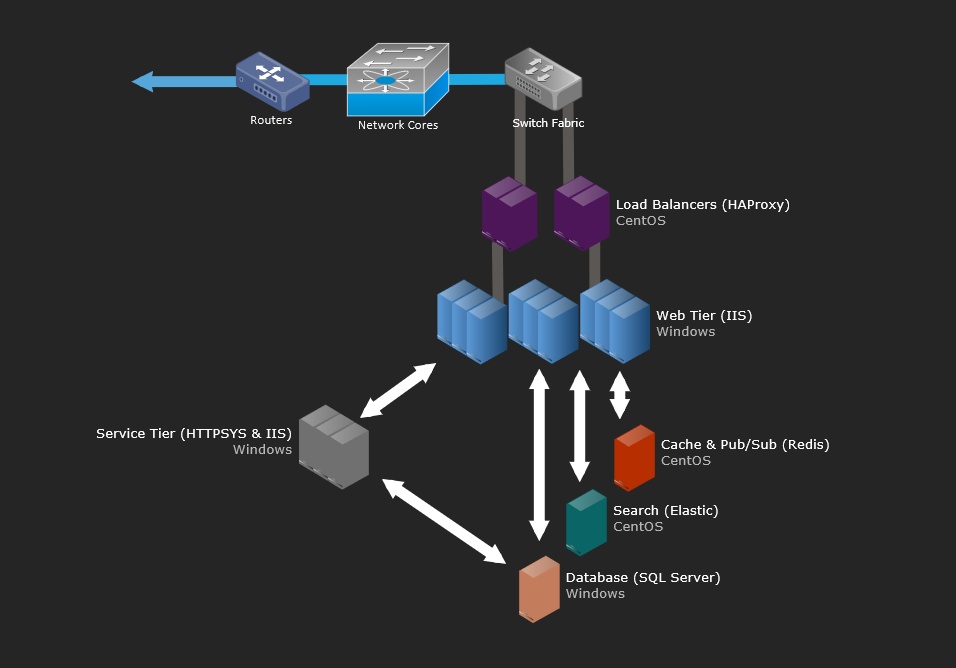 Routers
Network Cores
Switch Fabric
Load Balancers (HAProxy)
CentOS
Web Tier (IIS)
Windows
Service Tier (HTTPSYS & IIS)
Windows
Cache & Pub/Sub (Redis)
CentOS
Search (Elastic)
CentOS
Database (SQL Server)
Windows